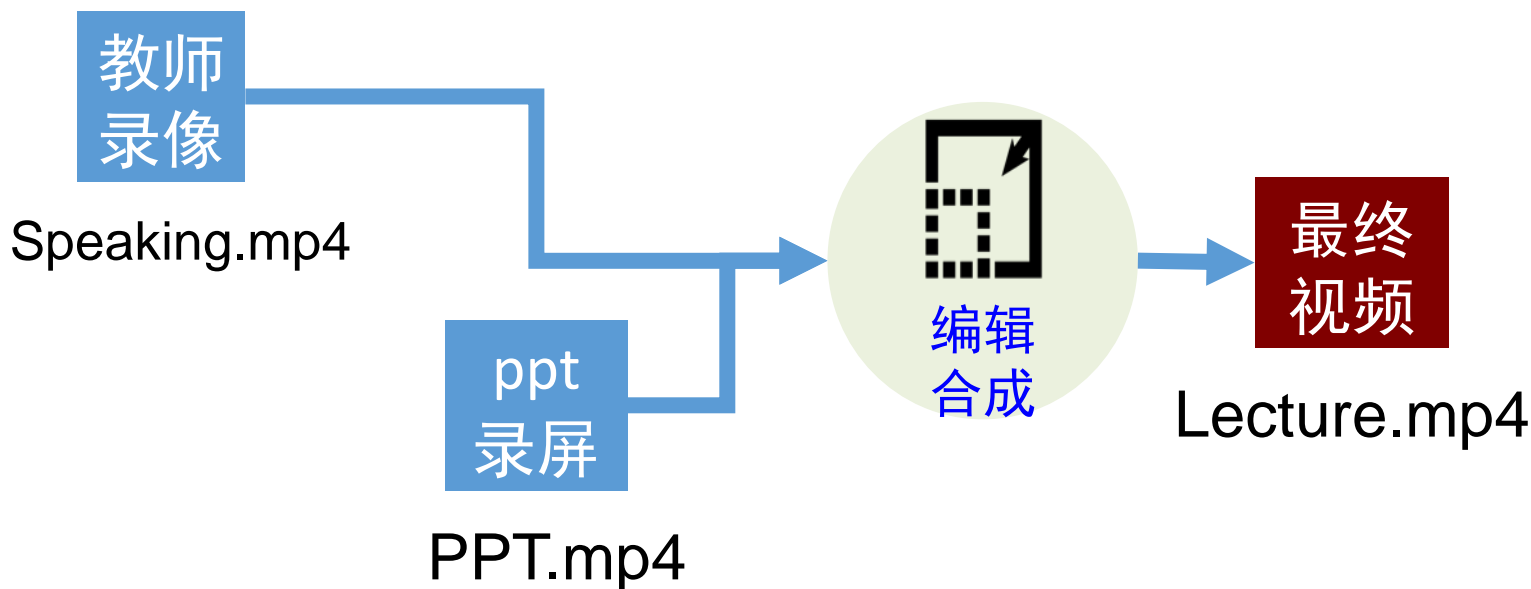 教师
录像
Speaking.mp4
ppt
录屏
PPT.mp4
编辑
合成
最终
视频
Lecture.mp4